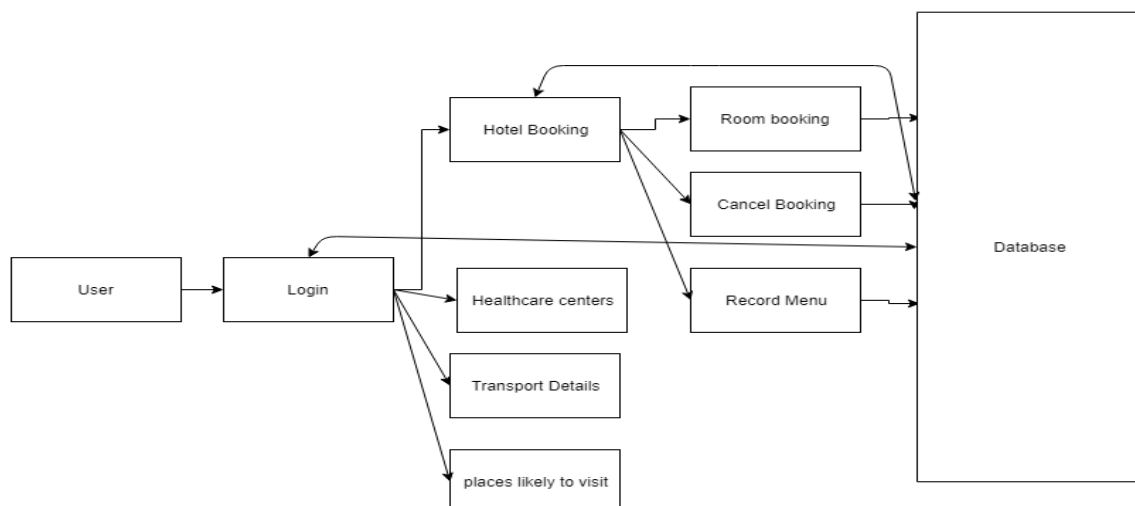 Hotel Booking
Room booking
Cancel Booking
Database
User
Login
Healthcare centers
Record Menu
Transport Details
places likely to visit